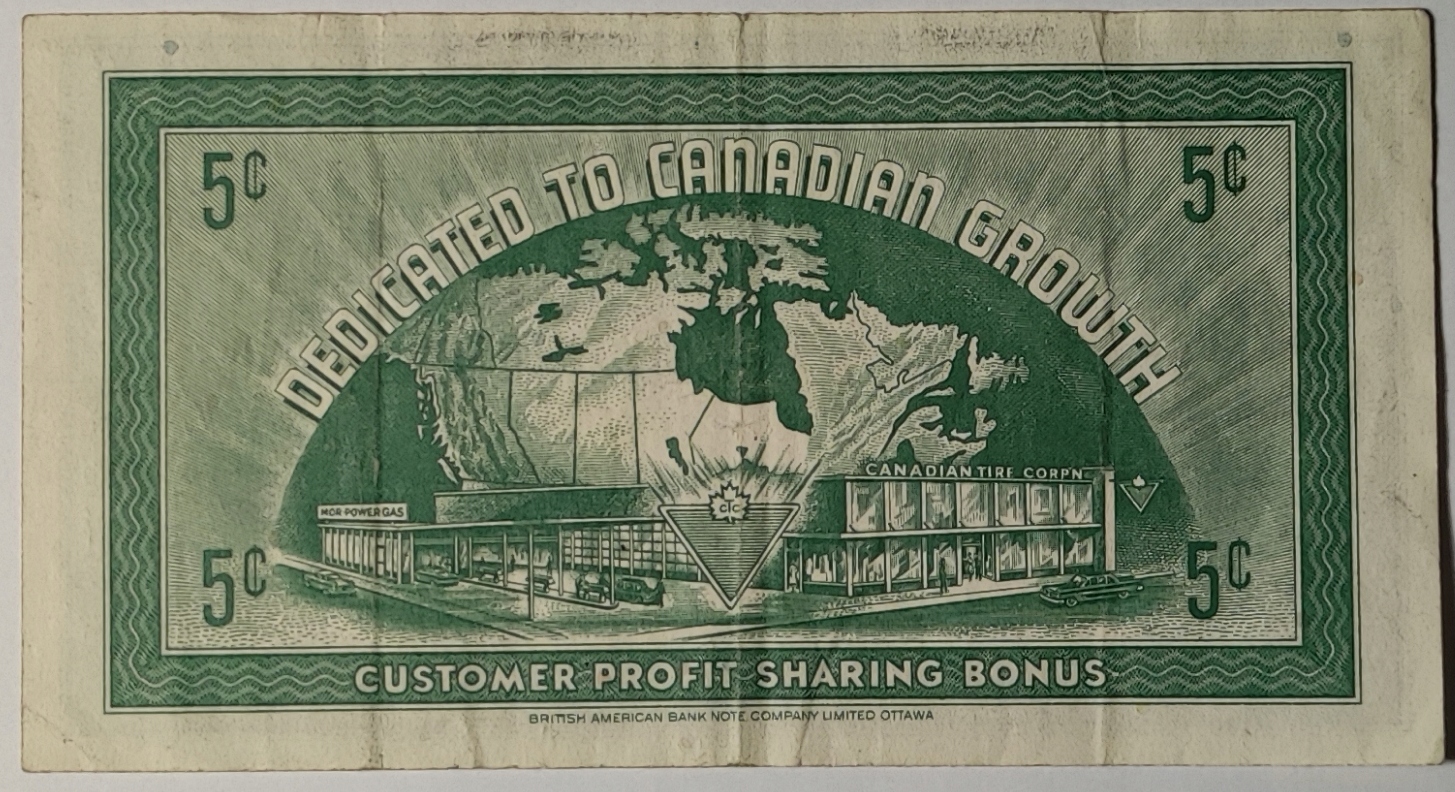 5¢ 5¢
DEDICATED TO CANADIAN GROWTH
CANADIAN TIRE CORP'N
MOR-POWER GAS
CTC
5¢ 5¢
CUSTOMER PROFIT SHARING BONUS
BRITISH AMERICAN BANK NOTE COMPANY LIMITED OTTAWA